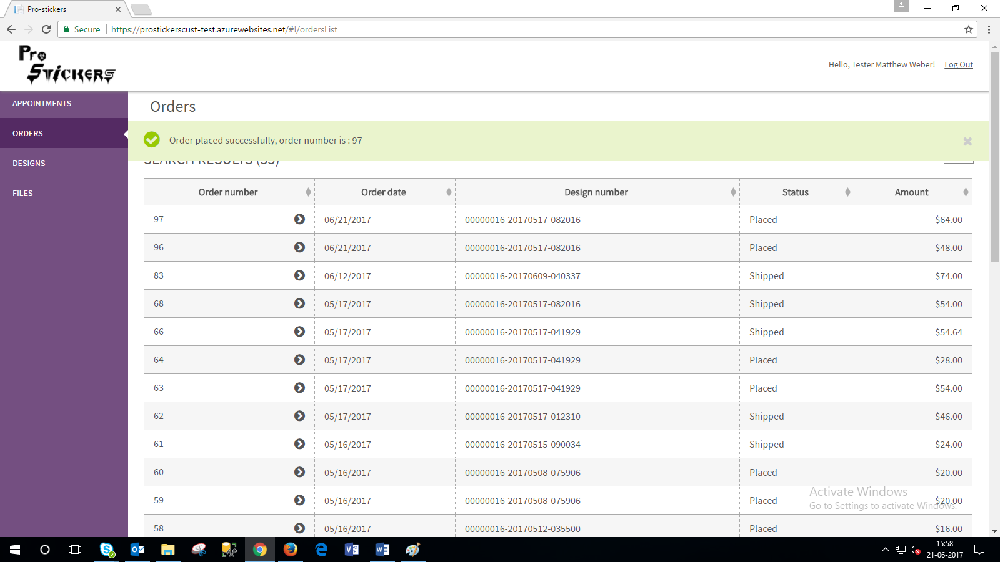 Pro-stickers
Secure https://prostickerscust-test.azurewebsites.net/#!/ordersList
Pro
Stickers
Hello, Tester Matthew Weber! Log Out
APPOINTMENTS
ORDERS
DESIGNS
FILES
Orders
Order placed successfully, order number is : 97
Order number Order date Design number Status Amount
97 06/21/2017 00000016-20170517-082016 Placed $64.00
96 06/21/2017 00000016-20170517-082016 Placed $48.00
83 06/12/2017 00000016-20170609-040337 Shipped $74.00
68 05/17/2017 00000016-20170517-082016 Shipped $54.00
66 05/17/2017 00000016-20170517-041929 Shipped $54.64
64 05/17/2017 00000016-20170517-041929 Placed $28.00
63 05/17/2017 00000016-20170517-041929 Placed $54.00
62 05/17/2017 00000016-20170517-012310 Shipped $46.00
61 05/16/2017 00000016-20170515-090034 Shipped $24.00
60 05/16/2017 00000016-20170508-075906 Placed $20.00
59 05/16/2017 00000016-20170508-075906 Placed $20.00
58 05/16/2017 00000016-20170512-035500 Placed $16.00
Activate Windows
Go to Settings to activate Windows.
15:58
21-06-2017